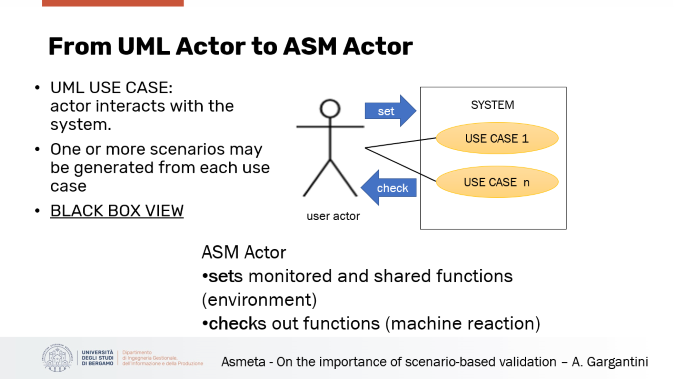 From UML Actor to ASM Actor
• UML USE CASE:
actor interacts with the
system.
• One or more scenarios may
be generated from each use
case
• BLACK BOX VIEW
set
SYSTEM
USE CASE 1
USE CASE n
check
user actor
ASM Actor
•sets monitored and shared functions
(environment)
•checks out functions (machine reaction)
UNIVERSITÀ
DEGLI STUDI
DI BERGAMO
Dipartimento
di Ingegneria Gestionale,
dell'Informazione e della Produzione
Asmeta - On the importance of scenario-based validation – A. Gargantini